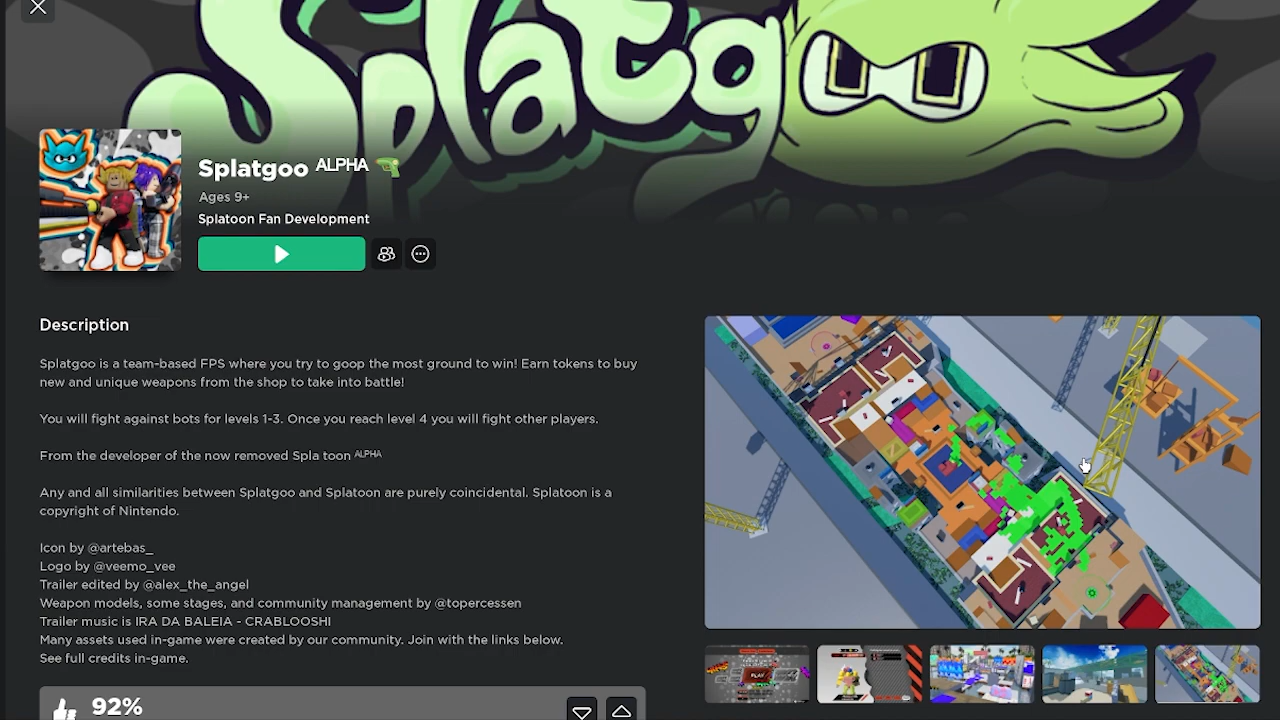 Splatgoo
Splatgoo ALPHA
Ages 9+
Splatoon Fan Development
Description
Splatgoo is a team-based FPS where you try to goop the most ground to win! Earn tokens to buy
new and unique weapons from the shop to take into battle!
You will fight against bots for levels 1-3. Once you reach level 4 you will fight other players.
From the developer of the now removed Spla toon ALPHA
Any and all similarities between Splatgoo and Splatoon are purely coincidental. Splatoon is a
copyright of Nintendo.
Icon by @artebas_
Logo by @veemo_vee
Trailer edited by @alex_the_angel
Weapon models, some stages, and community management by @topercessen
Trailer music is IRA DA BALEIA - CRABLOOSHI
Many assets used in-game were created by our community. Join with the links below.
See full credits in-game.
92%
PLAY